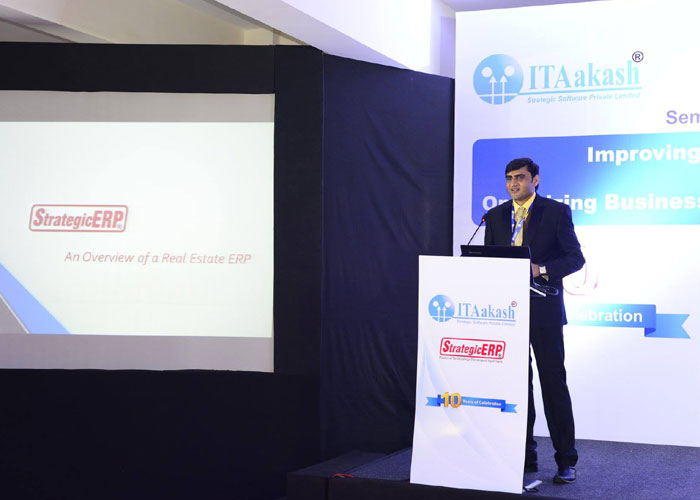 StrategicERP®
An Overview of a Real Estate ERP
ITAakash®
Strategic Software Private Limited
Sem
Improving
Business
ebration
ITAakash®
Strategic Software Private Limited
StrategicERP®
10 Years of Celebration